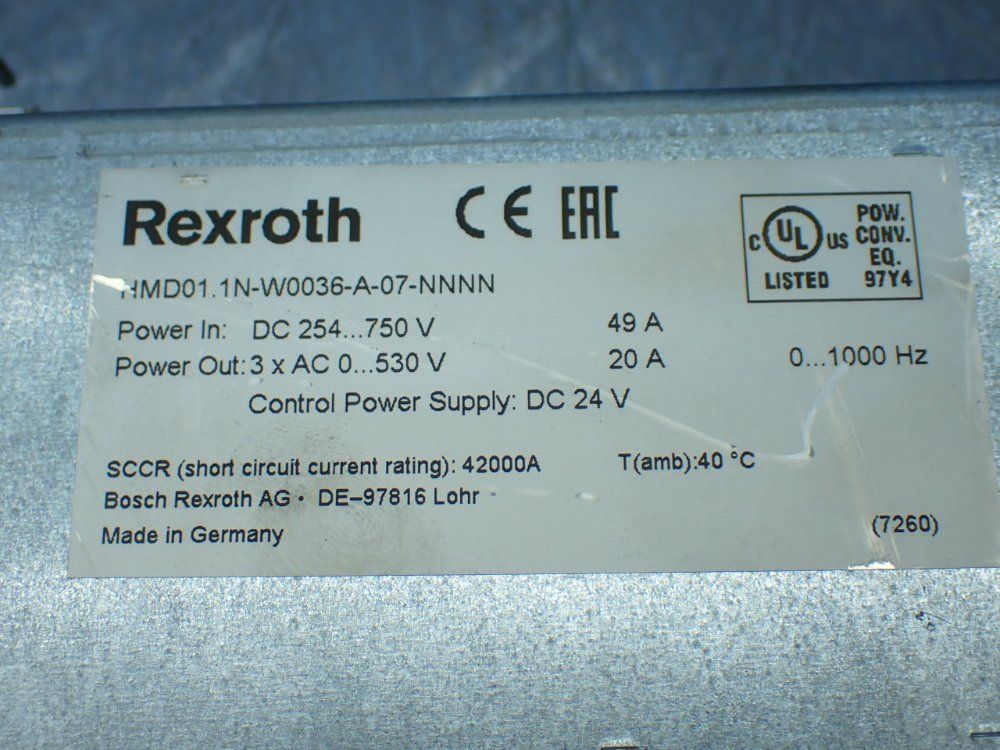 Rexroth CE EAC
C UL US LISTED
POW.
CONV.
EQ.
97Y4
HMD01.1N-W0036-A-07-NNNN
Power In: DC 254...750 V 49 A
Power Out: 3 x AC 0...530 V 20 A 0...1000 Hz
Control Power Supply: DC 24 V
SCCR (short circuit current rating): 42000A T(amb):40 °C
Bosch Rexroth AG • DE–97816 Lohr
Made in Germany (7260)